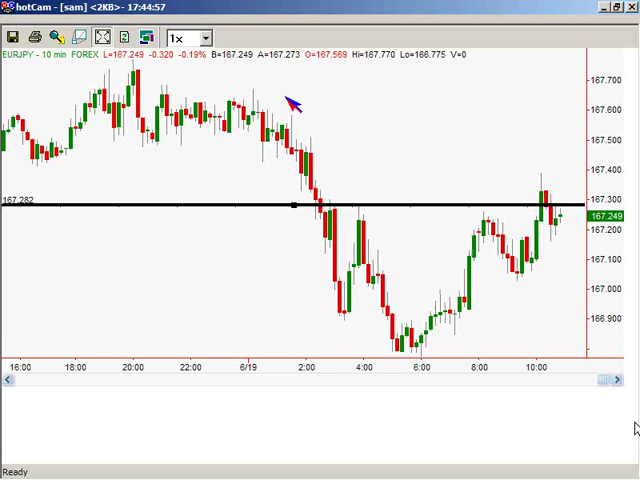 hotCam - [sam] <2KB> - 17:44:57
1x
EURJPY - 10 min FOREX L=167.249 -0.320 -0.19% B=167.249 A=167.273 O=167.569 Hi=167.770 Lo=166.775 V=0
167.700
167.600
167.500
167.400
167.300
167.282
167.249
167.200
167.100
167.000
166.900
16:00 18:00 20:00 22:00 6/19 2:00 4:00 6:00 8:00 10:00
Ready